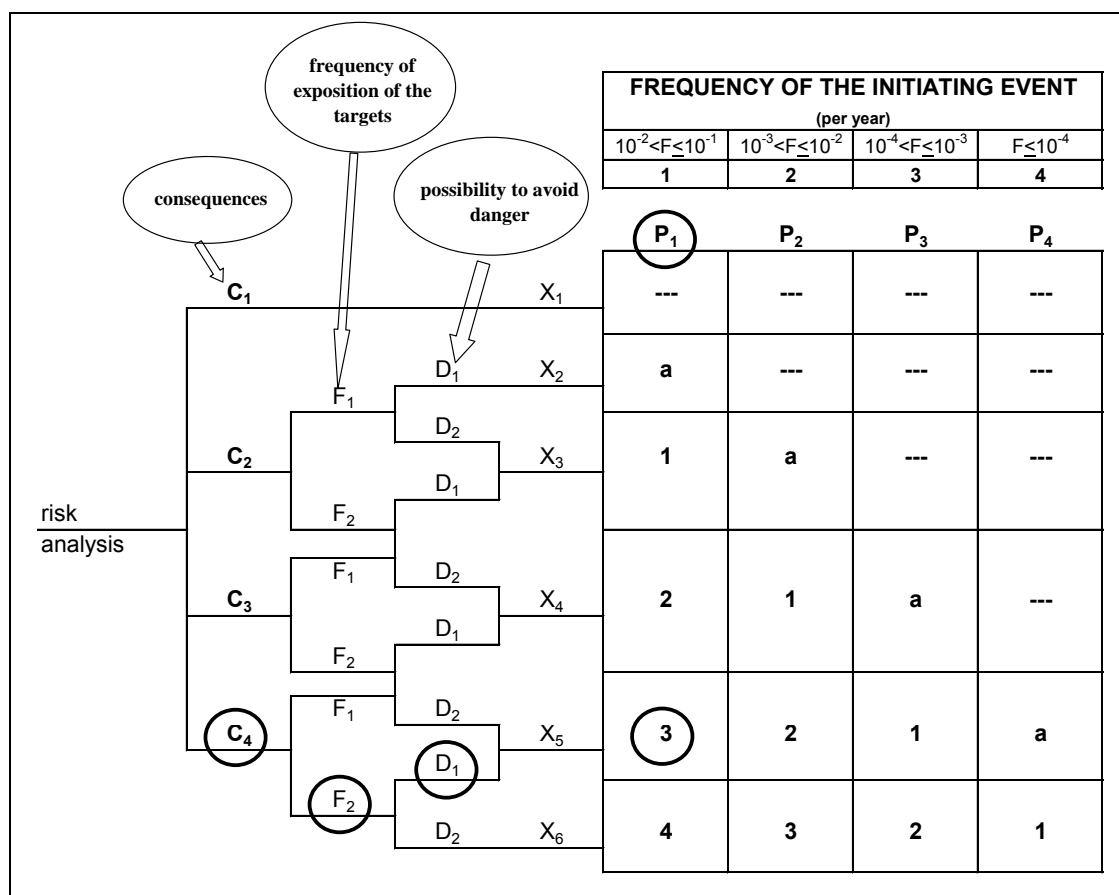 frequency of
exposition of the
targets
consequences
possibility to avoid
danger
FREQUENCY OF THE INITIATING EVENT
(per year)
10⁻²<F≤10⁻¹ 10⁻³<F≤10⁻² 10⁻⁴<F≤10⁻³ F≤10⁻⁴
1 2 3 4
P₁ P₂ P₃ P₄
C₁ X₁ --- --- --- ---
D₁ X₂ a --- --- ---
F₁
D₂
C₂ X₃ 1 a --- ---
D₁
F₂
risk
analysis
F₁ D₂
C₃ X₄ 2 1 a ---
D₁
F₂
F₁ D₂
C₄ X₅ 3 2 1 a
D₁
F₂
D₂ X₆ 4 3 2 1